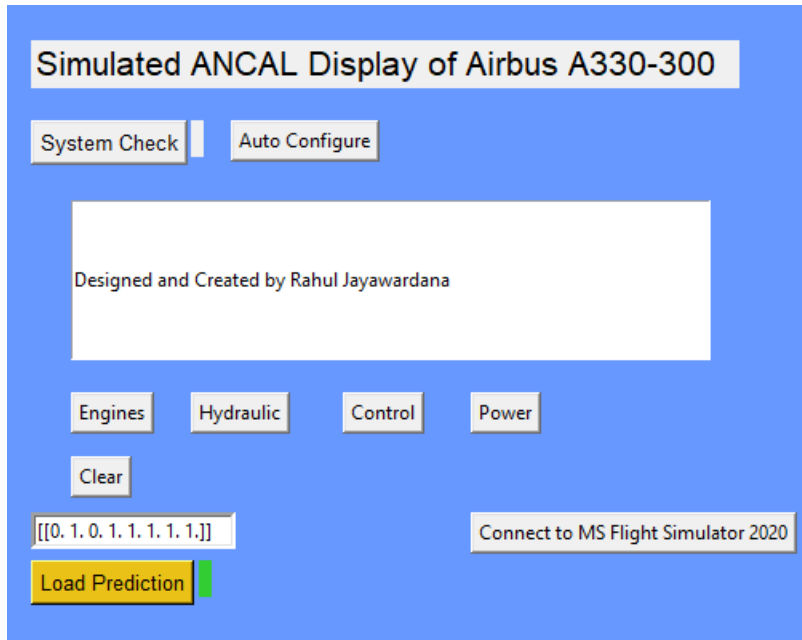 Simulated ANCAL Display of Airbus A330-300
System Check
Auto Configure
Designed and Created by Rahul Jayawardana
Engines
Hydraulic
Control
Power
Clear
[[0. 1. 0. 1. 1. 1. 1. 1.]]
Connect to MS Flight Simulator 2020
Load Prediction